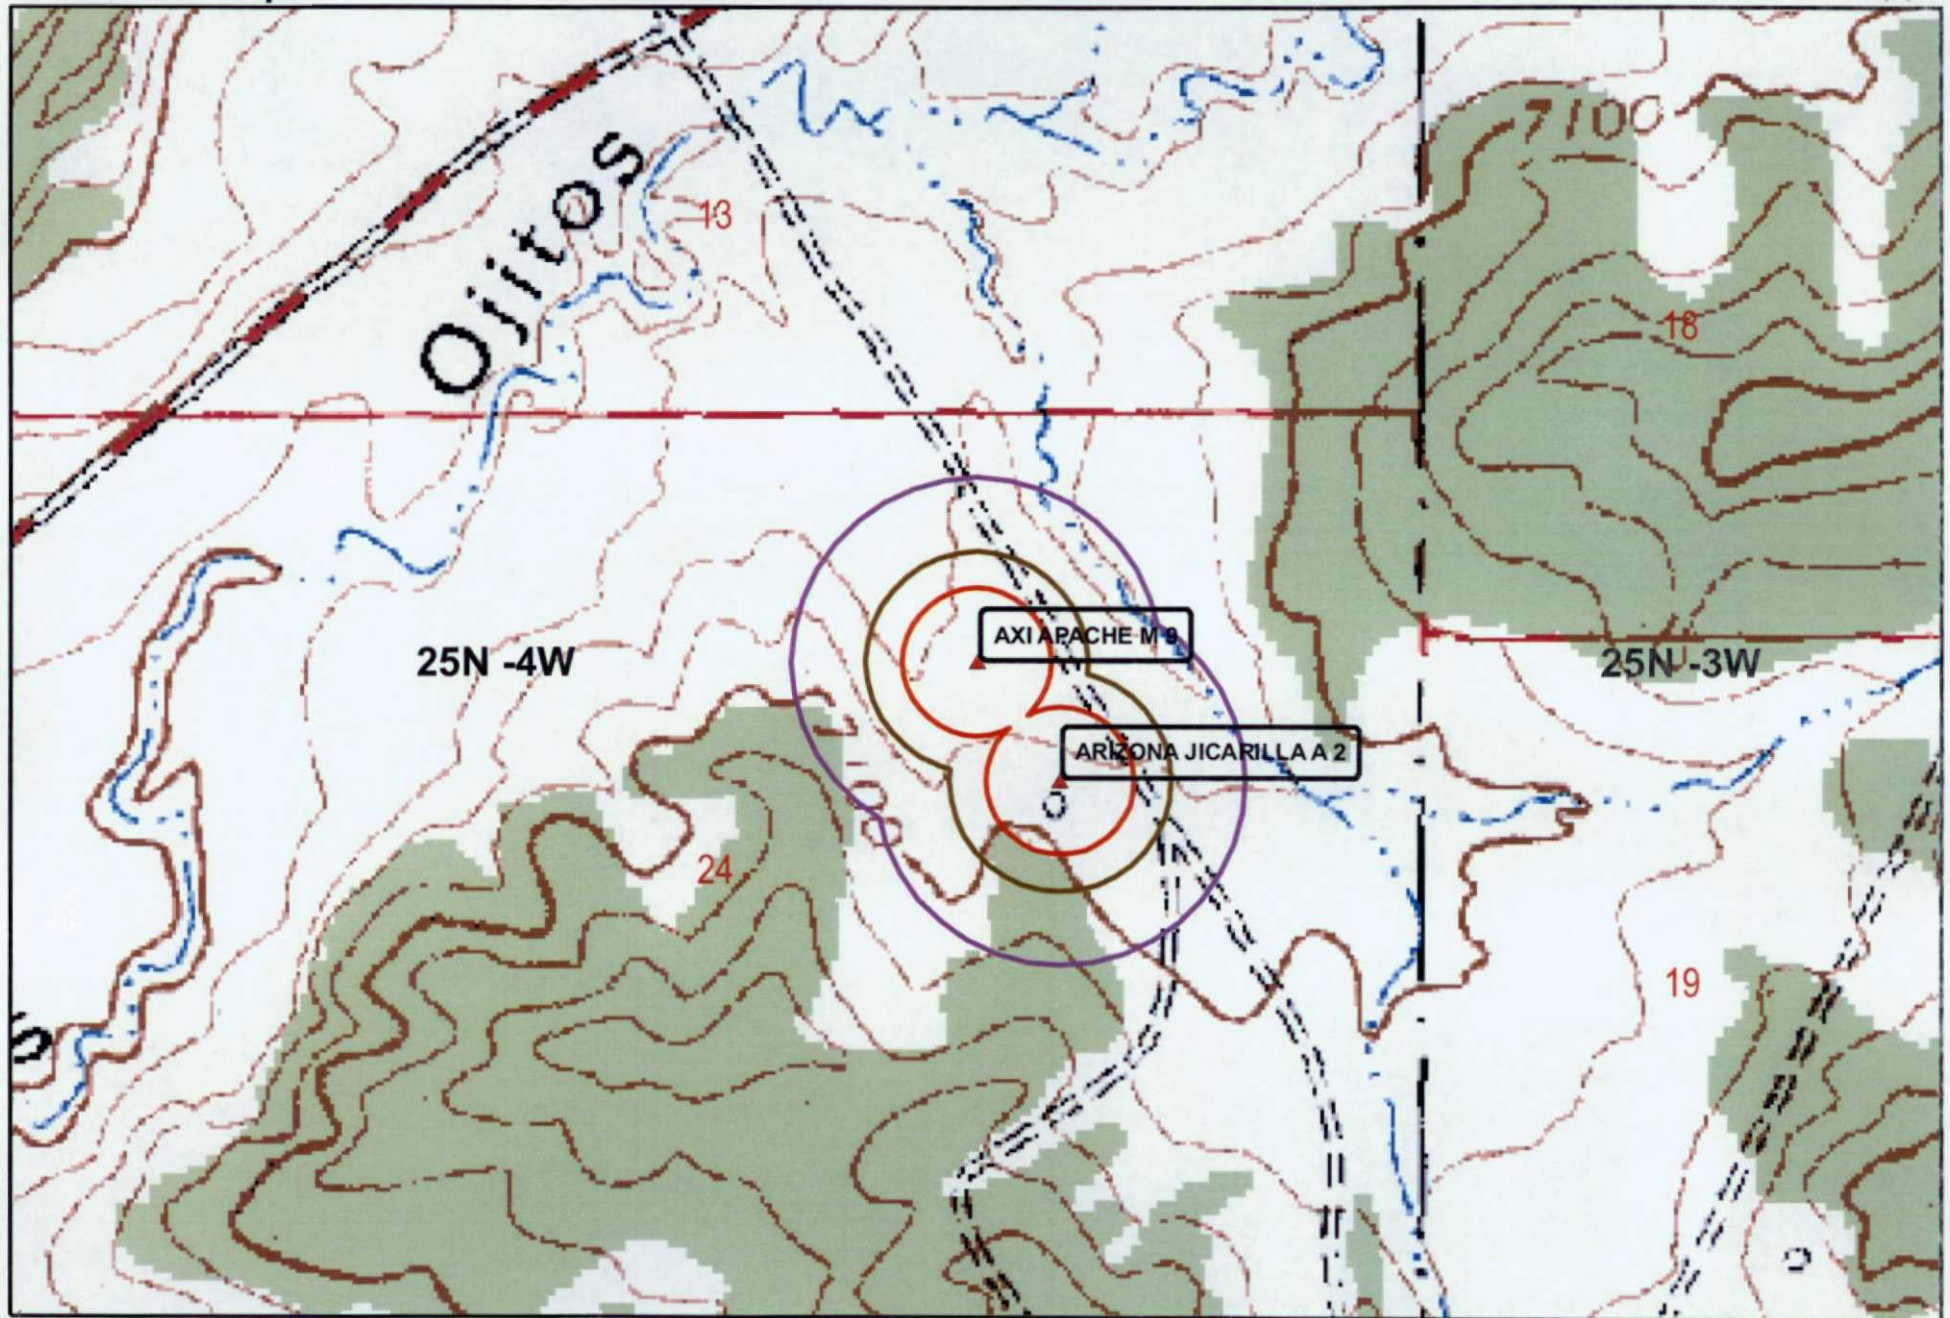 7100
Ojitos
13
18
AXI APACHE M 9
25N -4W
25N -3W
ARIZONA JICARILLA A 2
24
19